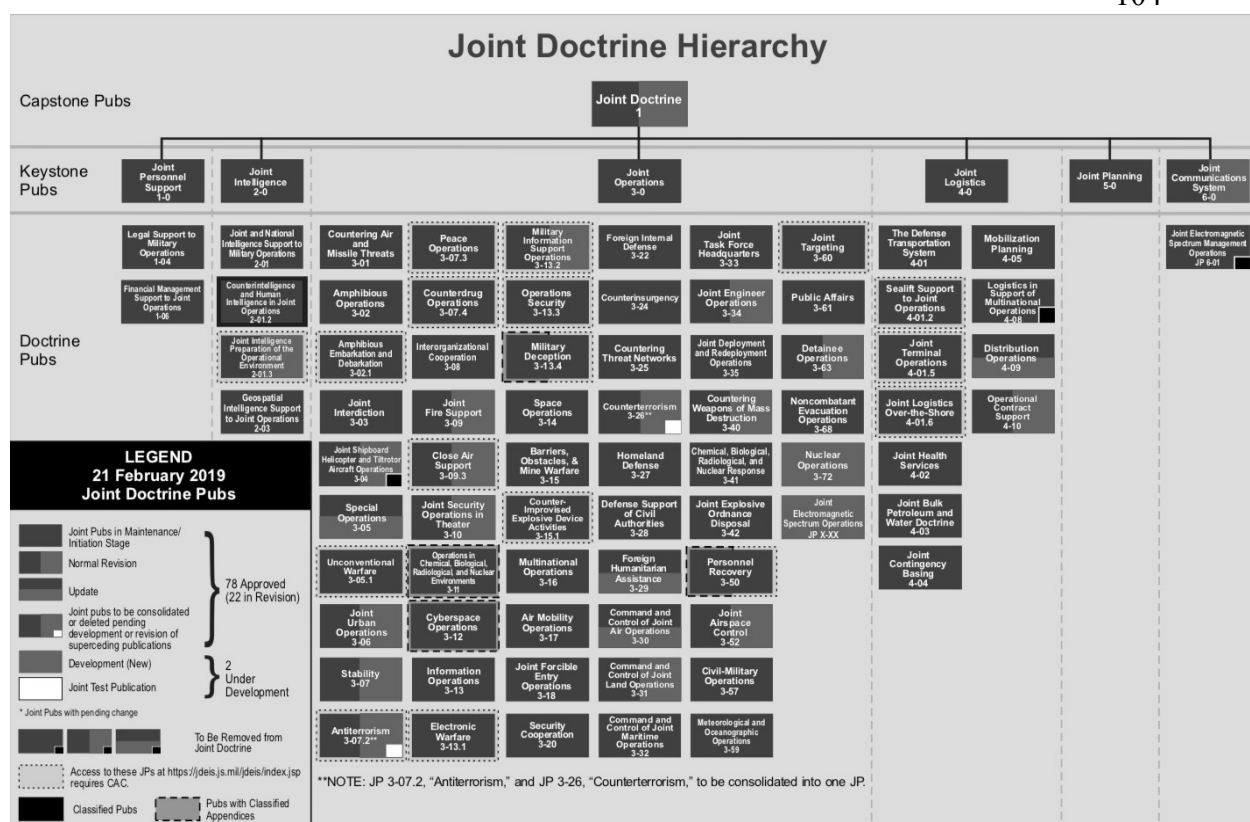 104
Joint Doctrine Hierarchy
Capstone Pubs
Joint Doctrine
1
Keystone
Pubs
Joint
Personnel
Support
1-0
Joint
Intelligence
2-0
Joint
Operations
3-0
Joint
Logistics
4-0
Joint Planning
5-0
Joint
Communications
System
6-0
Doctrine
Pubs
Legal Support to
Military
Operations
1-04
Financial Management
Support to Joint
Operations
1-06
Joint and National
Intelligence Support to
Military Operations
2-01
Counterintelligence
and Human
Intelligence in Joint
Operations
2-01.2
Joint Intelligence
Preparation of the
Operational
Environment
2-01.3
Geospatial
Intelligence Support
to Joint Operations
2-03
Countering Air
and
Missile Threats
3-01
Amphibious
Operations
3-02
Amphibious
Embarkation and
Debarkation
3-02.1
Joint
Interdiction
3-03
Joint Shipboard
Helicopter and Tiltrotor
Aircraft Operations
3-04
Special
Operations
3-05
Unconventional
Warfare
3-05.1
Joint
Urban
Operations
3-06
Stability
3-07
Antiterrorism
3-07.2**
Peace
Operations
3-07.3
Counterdrug
Operations
3-07.4
Interorganizational
Cooperation
3-08
Joint
Fire Support
3-09
Close Air
Support
3-09.3
Joint Security
Operations in
Theater
3-10
Operations in
Chemical, Biological,
Radiological, and Nuclear
Environments
3-11
Cyberspace
Operations
3-12
Information
Operations
3-13
Electronic
Warfare
3-13.1
Military
Information
Support
Operations
3-13.2
Operations
Security
3-13.3
Military
Deception
3-13.4
Space
Operations
3-14
Barriers,
Obstacles, &
Mine Warfare
3-15
Counter-
Improvised
Explosive Device
Activities
3-15.1
Multinational
Operations
3-16
Air Mobility
Operations
3-17
Joint Forcible
Entry
Operations
3-18
Security
Cooperation
3-20
Foreign Internal
Defense
3-22
Counterinsurgency
3-24
Countering
Threat Networks
3-25
Counterterrorism
3-26**
Homeland
Defense
3-27
Defense Support
of Civil
Authorities
3-28
Foreign
Humanitarian
Assistance
3-29
Command and
Control of Joint
Air Operations
3-30
Command and
Control of Joint
Land Operations
3-31
Command and
Control of Joint
Maritime
Operations
3-32
Joint
Task Force
Headquarters
3-33
Joint Engineer
Operations
3-34
Joint Deployment
and Redeployment
Operations
3-35
Countering
Weapons of Mass
Destruction
3-40
Chemical, Biological,
Radiological, and
Nuclear Response
3-41
Joint Explosive
Ordnance
Disposal
3-42
Personnel
Recovery
3-50
Joint
Airspace
Control
3-52
Civil-Military
Operations
3-57
Meteorological and
Oceanographic
Operations
3-59
Joint
Targeting
3-60
Public Affairs
3-61
Detainee
Operations
3-63
Noncombatant
Evacuation
Operations
3-68
Nuclear
Operations
3-72
Joint
Electromagnetic
Spectrum Operations
JP X-XX
The Defense
Transportation
System
4-01
Sealift Support
to Joint
Operations
4-01.2
Joint
Terminal
Operations
4-01.5
Joint Logistics
Over-the-Shore
4-01.6
Joint Health
Services
4-02
Joint Bulk
Petroleum and
Water Doctrine
4-03
Joint
Contingency
Basing
4-04
Mobilization
Planning
4-05
Logistics in
Support of
Multinational
Operations
4-08
Distribution
Operations
4-09
Operational
Contract
Support
4-10
Joint Electromagnetic
Spectrum Management
Operations
JP 6-01
LEGEND
21 February 2019
Joint Doctrine Pubs
Joint Pubs in Maintenance/
Initiation Stage
Normal Revision
Update
Joint pubs to be consolidated
or deleted pending
development or revision of
superceding publications
78 Approved
(22 in Revision)
Development (New)
Joint Test Publication
2
Under
Development
* Joint Pubs with pending change
To Be Removed from
Joint Doctrine
Access to these JPs at https://jdeis.js.mil/jdeis/index.jsp
requires CAC.
Classified Pubs
Pubs with Classified
Appendices
**NOTE: JP 3-07.2, “Antiterrorism,” and JP 3-26, “Counterterrorism,” to be consolidated into one JP.